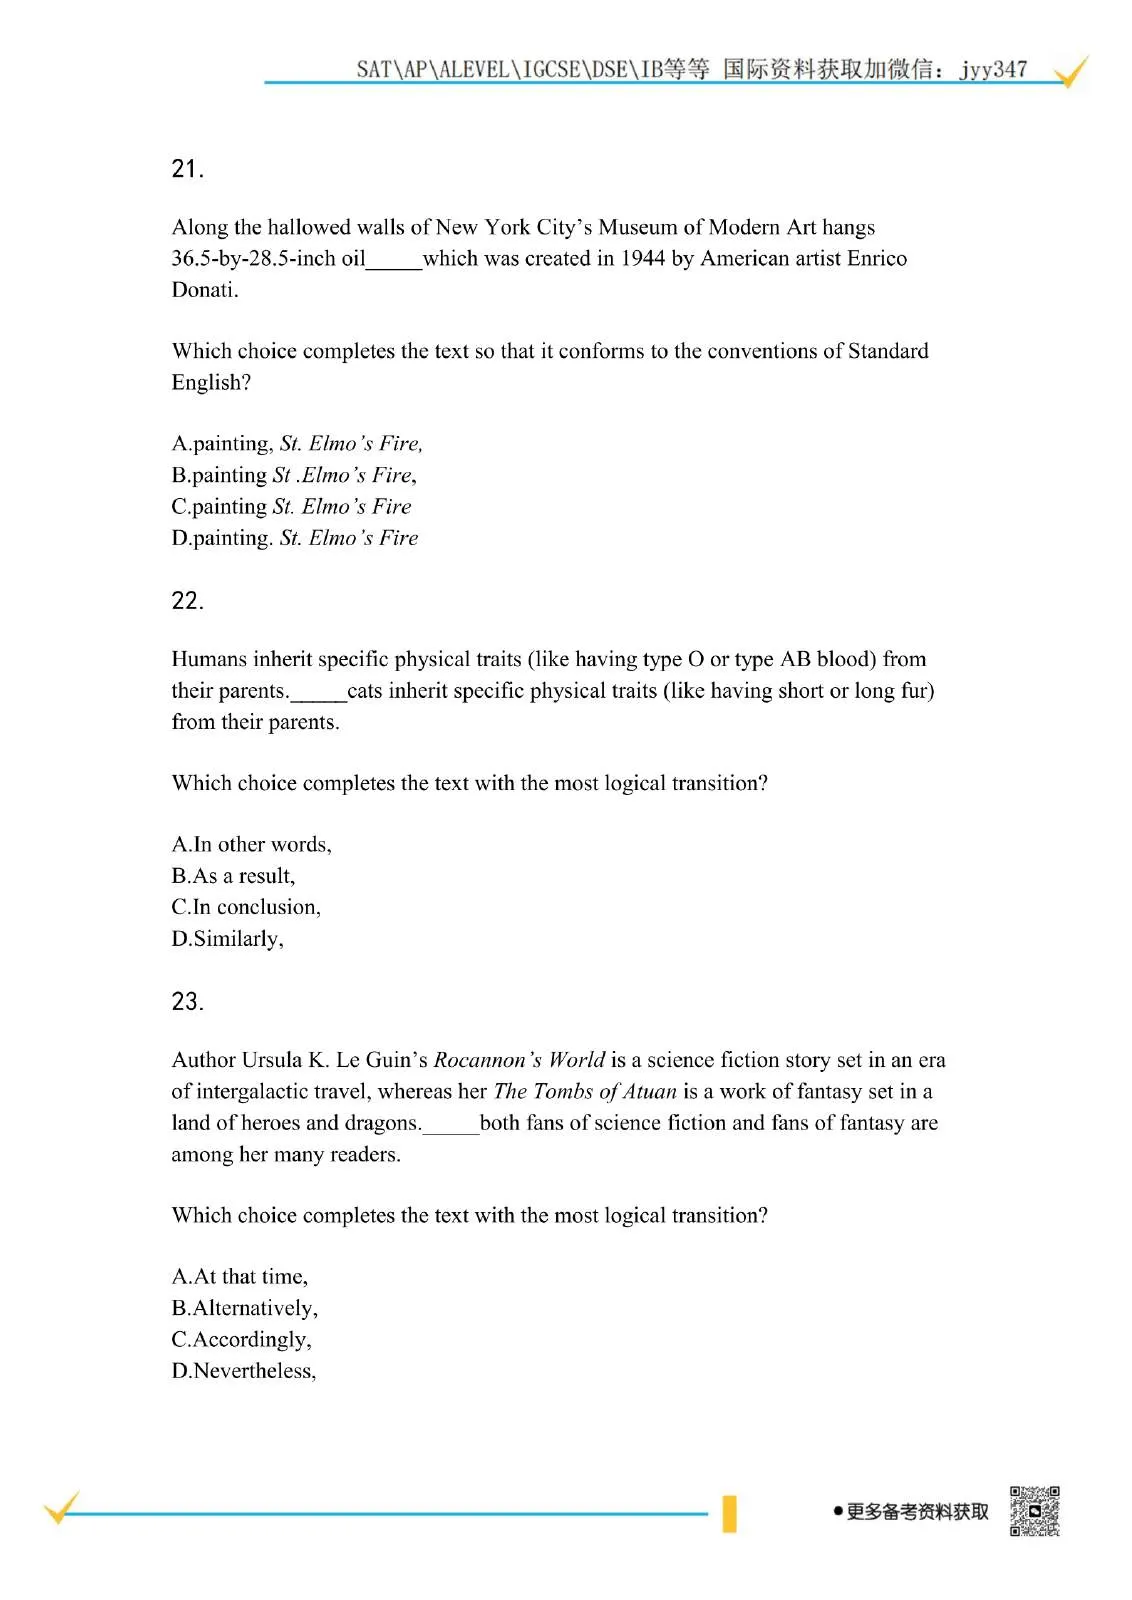 SAT\AP\ALEVEL\IGCSE\DSE\IB等等 国际资料获取加微信：jyy347
21.
Along the hallowed walls of New York City’s Museum of Modern Art hangs
36.5-by-28.5-inch oil_____which was created in 1944 by American artist Enrico
Donati.
Which choice completes the text so that it conforms to the conventions of Standard
English?
A.painting, St. Elmo’s Fire,
B.painting St .Elmo’s Fire,
C.painting St. Elmo’s Fire
D.painting. St. Elmo’s Fire
22.
Humans inherit specific physical traits (like having type O or type AB blood) from
their parents._____cats inherit specific physical traits (like having short or long fur)
from their parents.
Which choice completes the text with the most logical transition?
A.In other words,
B.As a result,
C.In conclusion,
D.Similarly,
23.
Author Ursula K. Le Guin’s Rocannon’s World is a science fiction story set in an era
of intergalactic travel, whereas her The Tombs of Atuan is a work of fantasy set in a
land of heroes and dragons._____both fans of science fiction and fans of fantasy are
among her many readers.
Which choice completes the text with the most logical transition?
A.At that time,
B.Alternatively,
C.Accordingly,
D.Nevertheless,
●更多备考资料获取